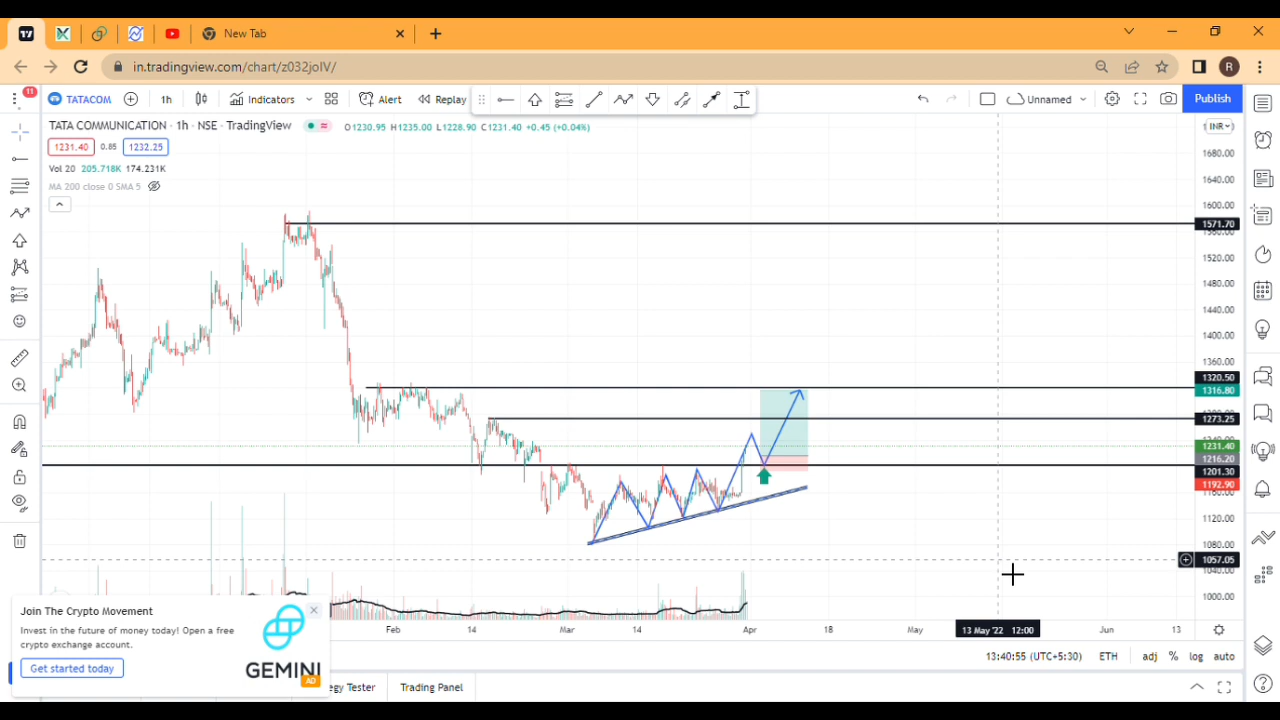 New Tab
in.tradingview.com/chart/z032joIV/
R
11
TATACOM
1h
Indicators
Alert
Replay
Unnamed
Publish
TATA COMMUNICATION · 1h · NSE · TradingView
O1230.95 H1235.00 L1228.90 C1231.40 +0.45 (+0.04%)
INR
1231.40 0.85 1232.25
Vol 20 205.718K 174.231K
MA 200 close 0 SMA 5
1680.00
1640.00
1600.00
1571.70
1520.00
1480.00
1440.00
1400.00
1360.00
1320.50
1316.80
1273.25
1231.40
1216.20
1201.30
1192.90
1160.00
1120.00
1080.00
1057.05
1040.00
1000.00
Feb 14 Mar 14 Apr 18 May 13 May '22 12:00 Jun 13
Join The Crypto Movement
Invest in the future of money today! Open a free
crypto exchange account.
Get started today
GEMINI
AD
13:40:55 (UTC+5:30) ETH adj % log auto
egy Tester Trading Panel